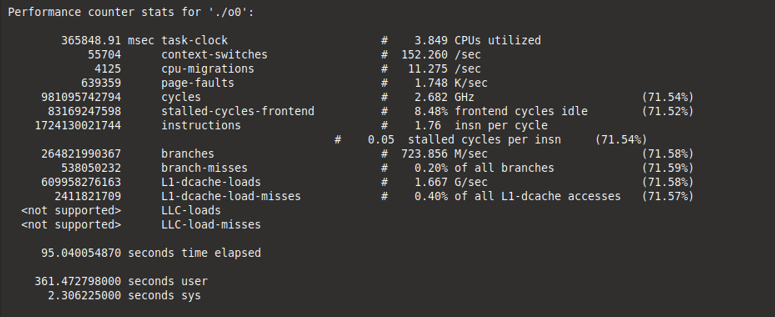 Performance counter stats for './o0':
365848.91 msec task-clock # 3.849 CPUs utilized
55704 context-switches # 152.260 /sec
4125 cpu-migrations # 11.275 /sec
639359 page-faults # 1.748 K/sec
981095742794 cycles # 2.682 GHz (71.54%)
83169247598 stalled-cycles-frontend # 8.48% frontend cycles idle (71.52%)
1724130021744 instructions # 1.76 insn per cycle
# 0.05 stalled cycles per insn (71.54%)
264821990367 branches # 723.856 M/sec (71.58%)
538050232 branch-misses # 0.20% of all branches (71.59%)
609958276163 L1-dcache-loads # 1.667 G/sec (71.58%)
2411821709 L1-dcache-load-misses # 0.40% of all L1-dcache accesses (71.57%)
<not supported> LLC-loads
<not supported> LLC-load-misses
95.040054870 seconds time elapsed
361.472798000 seconds user
2.306225000 seconds sys